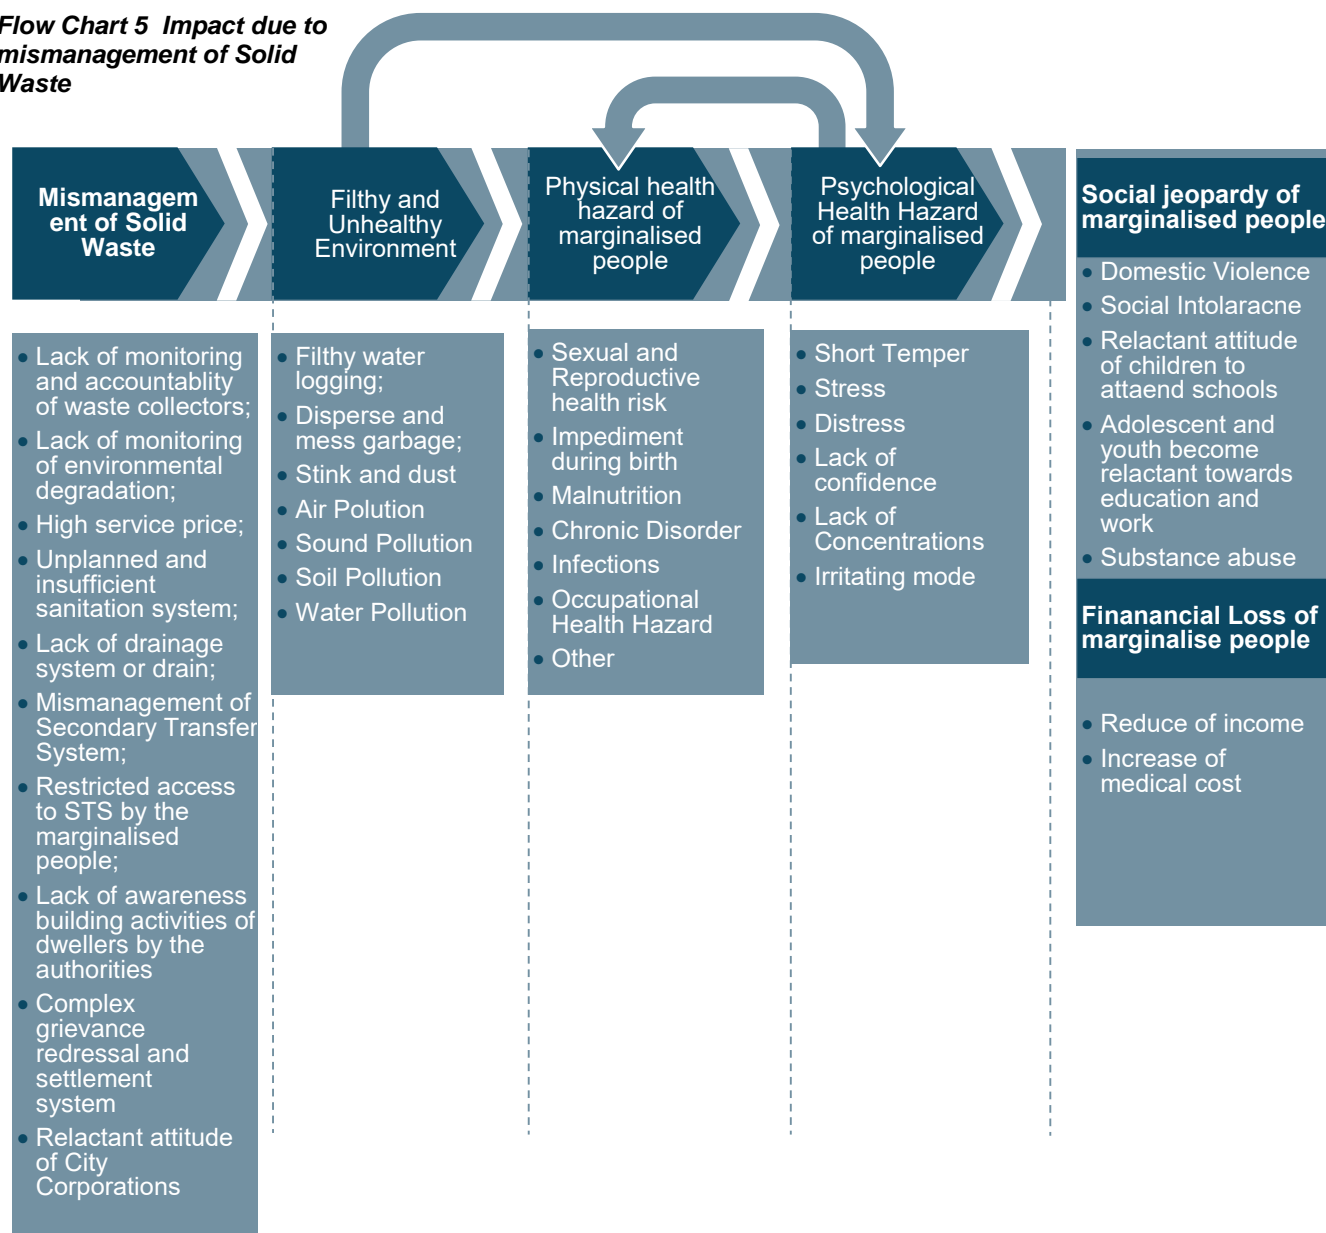 Flow Chart 5 Impact due to
mismanagement of Solid
Waste
Mismanagem
ent of Solid
Waste
Filthy and
Unhealthy
Environment
Physical health
hazard of
marginalised
people
Psychological
Health Hazard
of marginalised
people
Social jeopardy of
marginalised people
• Lack of monitoring
and accountablity
of waste collectors;
• Lack of monitoring
of environmental
degradation;
• High service price;
• Unplanned and
insufficient
sanitation system;
• Lack of drainage
system or drain;
• Mismanagement of
Secondary Transfer
System;
• Restricted access
to STS by the
marginalised
people;
• Lack of awareness
building activities of
dwellers by the
authorities
• Complex
grievance
redressal and
settlement
system
• Relactant attitude
of City
Corporations
• Filthy water
logging;
• Disperse and
mess garbage;
• Stink and dust
• Air Polution
• Sound Pollution
• Soil Pollution
• Water Pollution
• Sexual and
Reproductive
health risk
• Impediment
during birth
• Malnutrition
• Chronic Disorder
• Infections
• Occupational
Health Hazard
• Other
• Short Temper
• Stress
• Distress
• Lack of
confidence
• Lack of
Concentrations
• Irritating mode
• Domestic Violence
• Social Intolaracne
• Relactant attitude
of children to
attaend schools
• Adolescent and
youth become
relactant towards
education and
work
• Substance abuse
Finanancial Loss of
marginalise people
• Reduce of income
• Increase of
medical cost